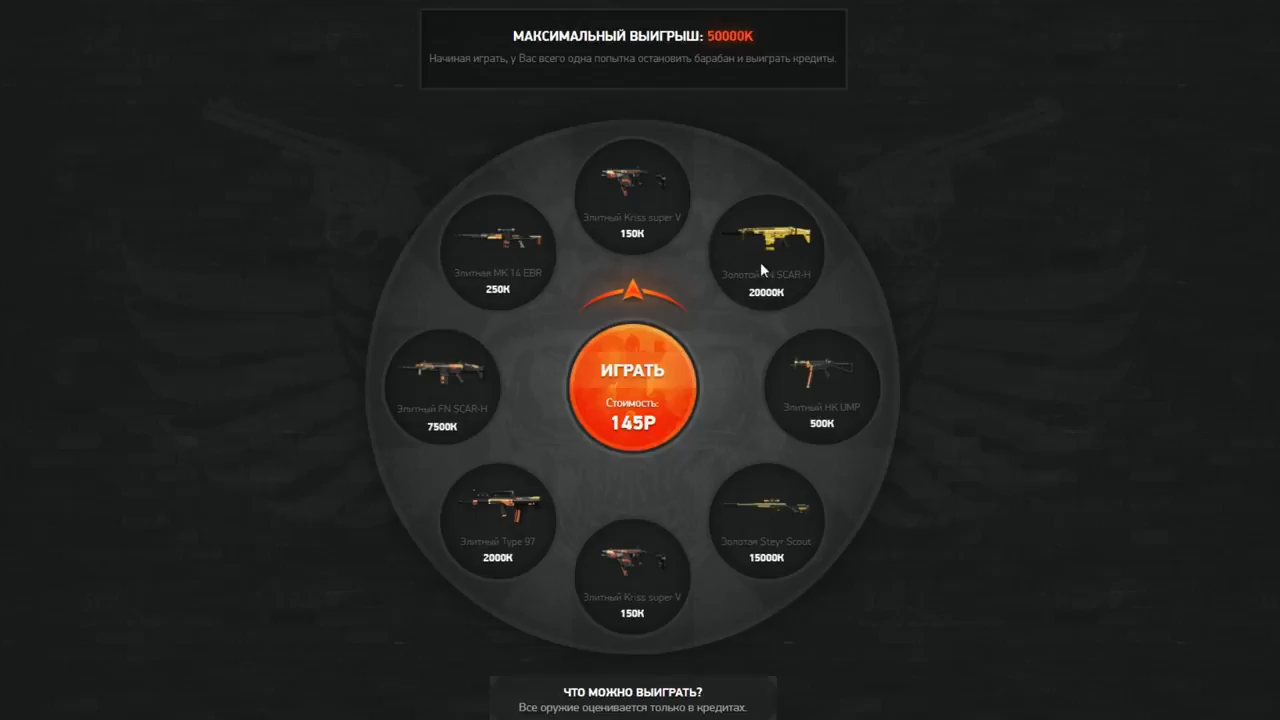 МАКСИМАЛЬНЫЙ ВЫИГРЫШ: 50000К
Начиная играть, у Вас всего одна попытка остановить барабан и выиграть кредиты.
Элитный Kriss super V
150К
Элитная MK 14 EBR
250К
Золотой FN SCAR-H
20000К
ИГРАТЬ
Стоимость:
145Р
Элитный FN SCAR-H
7500К
Элитный HK UMP
500К
Элитный Type 97
2000К
Золотая Steyr Scout
15000К
Элитный Kriss super V
150К
ЧТО МОЖНО ВЫИГРАТЬ?
Все оружие оценивается только в кредитах.